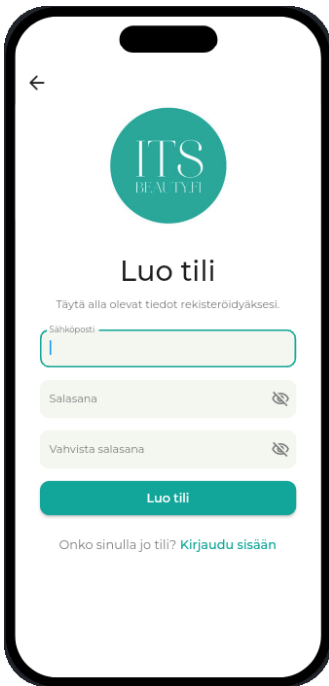 ITS
BEAUTY.FI
Luo tili
Täytä alla olevat tiedot rekisteröidyäksesi.
Sähköposti
Salasana
Vahvista salasana
Luo tili
Onko sinulla jo tili? Kirjaudu sisään